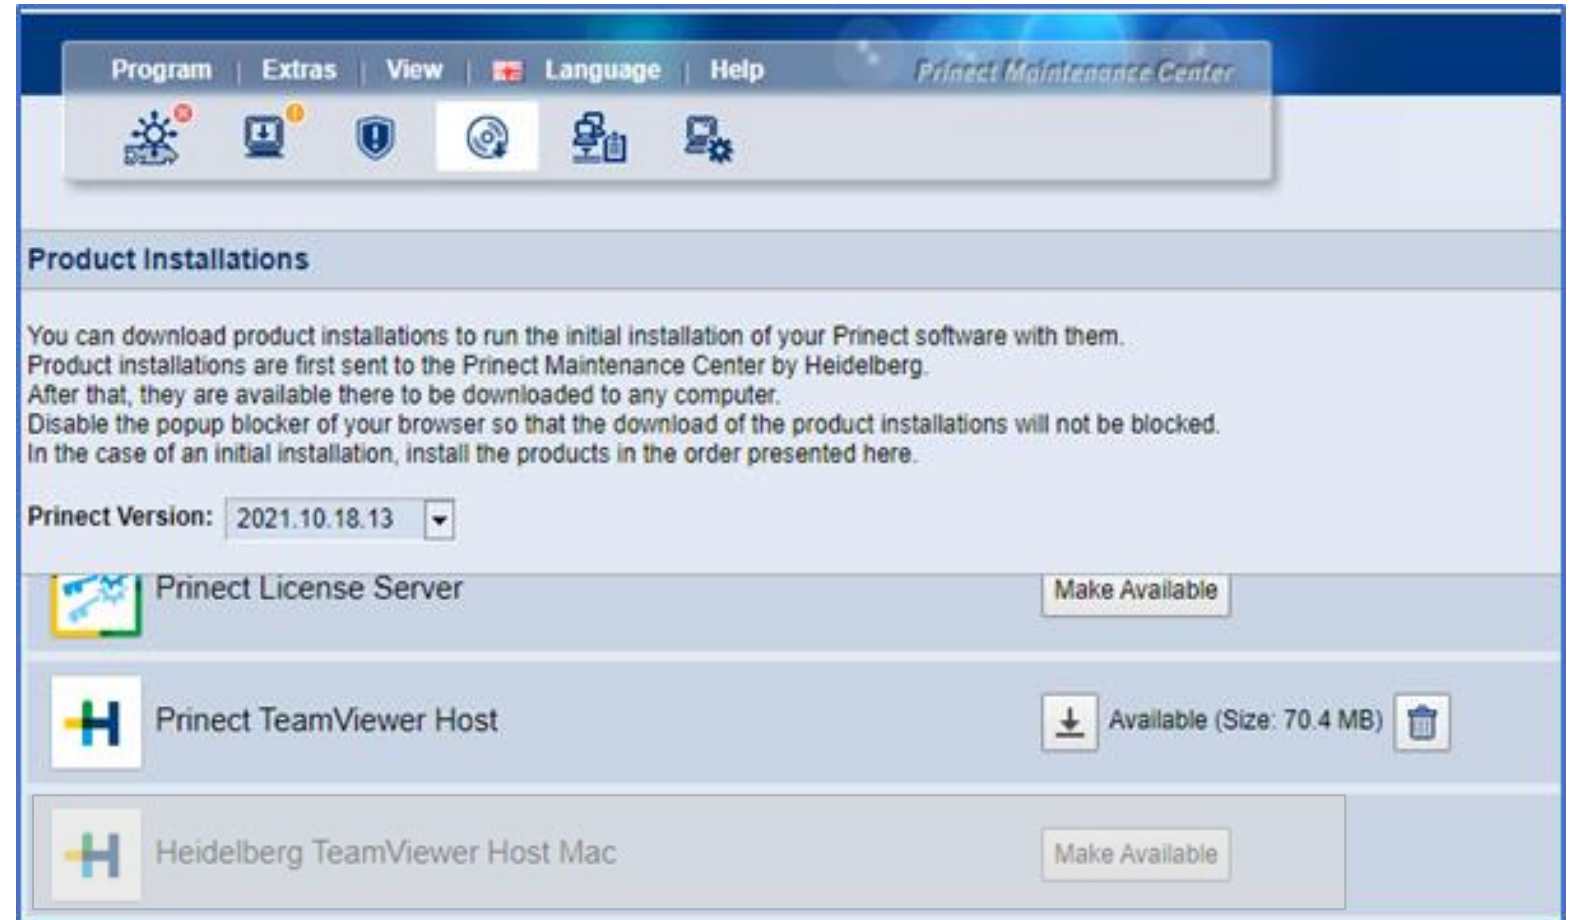 Program | Extras | View | Language | Help
Prinect Maintenance Center
Product Installations
You can download product installations to run the initial installation of your Prinect software with them.
Product installations are first sent to the Prinect Maintenance Center by Heidelberg.
After that, they are available there to be downloaded to any computer.
Disable the popup blocker of your browser so that the download of the product installations will not be blocked.
In the case of an initial installation, install the products in the order presented here.
Prinect Version: 2021.10.18.13
Prinect License Server Make Available
Prinect TeamViewer Host Available (Size: 70.4 MB)
Heidelberg TeamViewer Host Mac Make Available